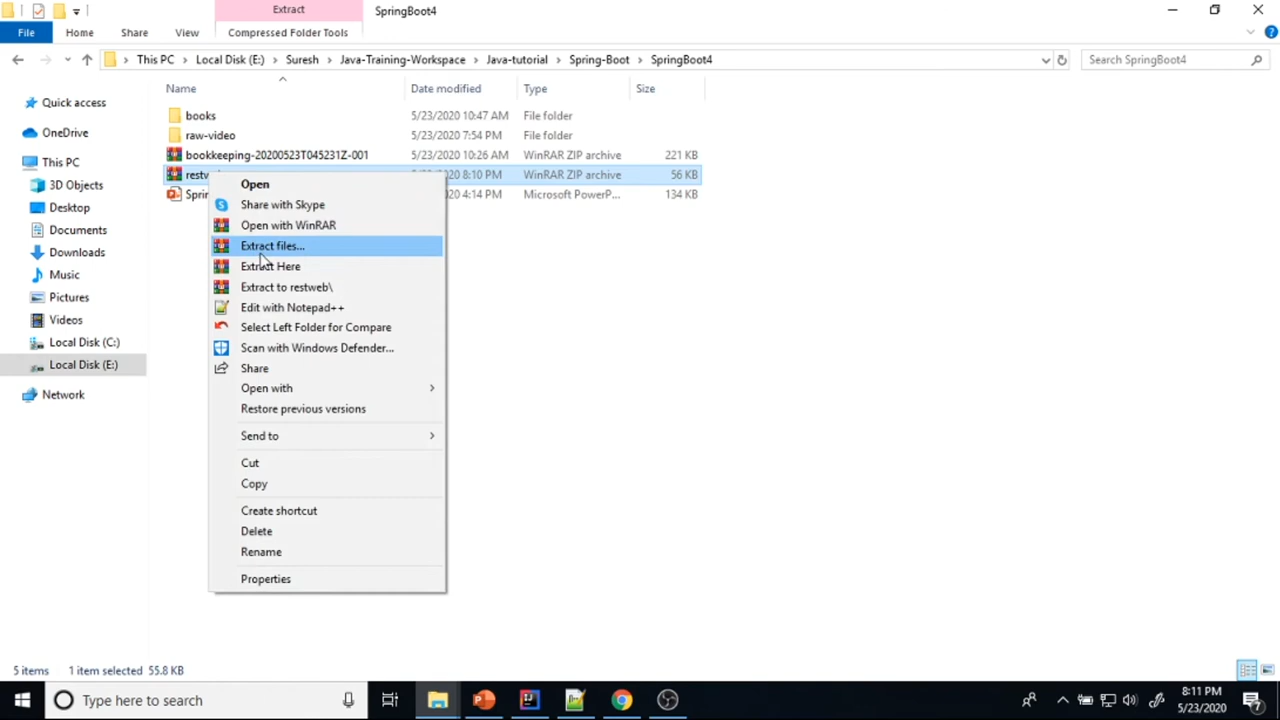 Extract
SpringBoot4
File
Home
Share
View
Compressed Folder Tools
This PC
Local Disk (E:)
Suresh
Java-Training-Workspace
Java-tutorial
Spring-Boot
SpringBoot4
Search SpringBoot4
Name
Date modified
Type
Size
books
5/23/2020 10:47 AM
File folder
raw-video
5/23/2020 7:54 PM
File folder
bookkeeping-20200523T045231Z-001
5/23/2020 10:26 AM
WinRAR ZIP archive
221 KB
8:10 PM
WinRAR ZIP archive
56 KB
4:14 PM
Microsoft PowerP...
134 KB
Quick access
OneDrive
This PC
3D Objects
Desktop
Documents
Downloads
Music
Pictures
Videos
Local Disk (C:)
Local Disk (E:)
Network
Open
Share with Skype
Open with WinRAR
Extract files...
Extract Here
Extract to restweb\
Edit with Notepad++
Select Left Folder for Compare
Scan with Windows Defender...
Share
Open with
Restore previous versions
Send to
Cut
Copy
Create shortcut
Delete
Rename
Properties
5 items
1 item selected 55.8 KB
Type here to search
8:11 PM
5/23/2020
7